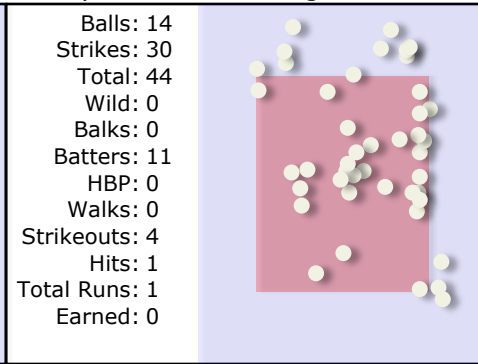 Balls: 14
Strikes: 30
Total: 44
Wild: 0
Balks: 0
Batters: 11
HBP: 0
Walks: 0
Strikeouts: 4
Hits: 1
Total Runs: 1
Earned: 0